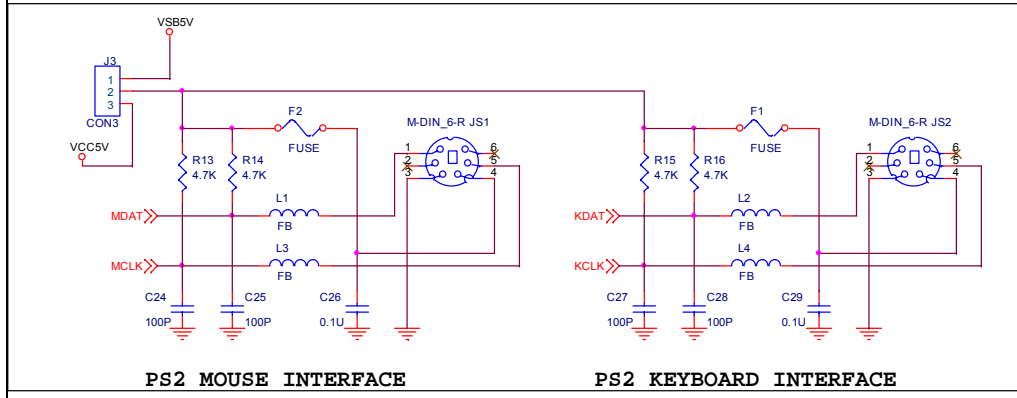 VSB5V
J3
1
2
3
CON3
VCC5V
F2
FUSE
M-DIN_6-R JS1
1
2
3
6
5
4
R13
4.7K
R14
4.7K
L1
FB
MDAT
L3
FB
MCLK
C24
100P
C25
100P
C26
0.1U
F1
FUSE
M-DIN_6-R JS2
1
2
3
6
5
4
R15
4.7K
R16
4.7K
L2
FB
KDAT
L4
FB
KCLK
C27
100P
C28
100P
C29
0.1U
PS2 MOUSE INTERFACE
PS2 KEYBOARD INTERFACE